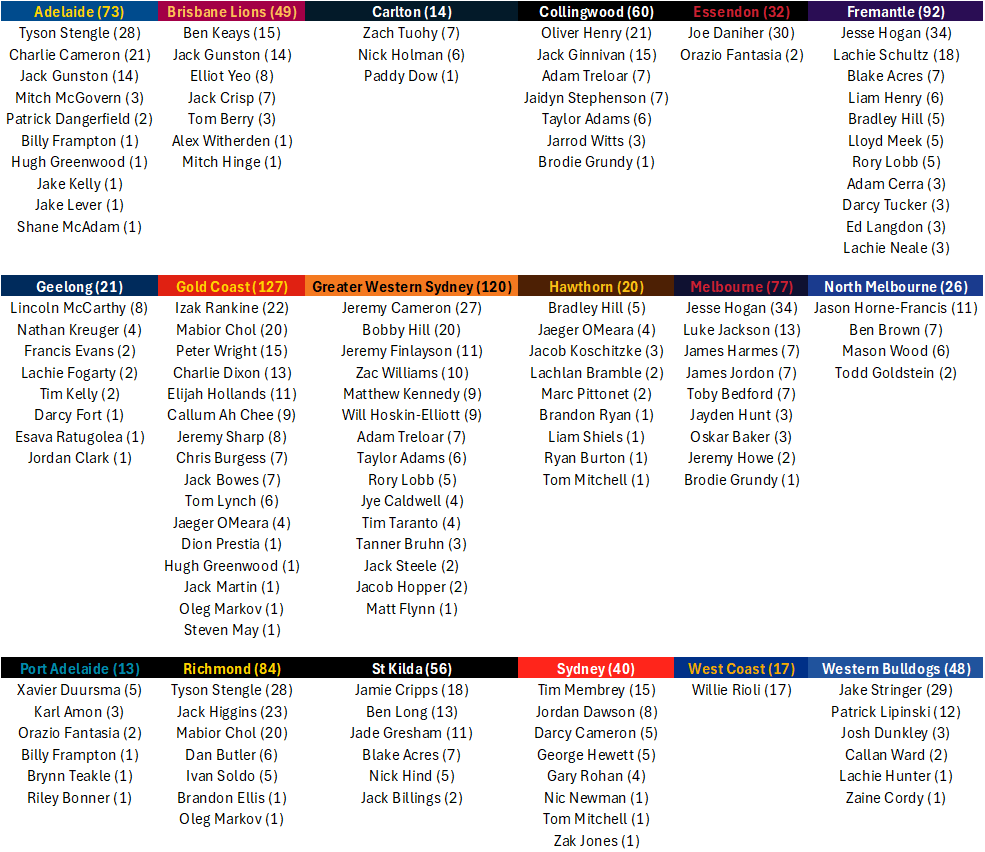 Adelaide (73) Brisbane Lions (49) Carlton (14) Collingwood (60) Essendon (32) Fremantle (92)
Tyson Stengle (28) Ben Keays (15) Zach Tuohy (7) Oliver Henry (21) Joe Daniher (30) Jesse Hogan (34)
Charlie Cameron (21) Jack Gunston (14) Nick Holman (6) Jack Ginnivan (15) Orazio Fantasia (2) Lachie Schultz (18)
Jack Gunston (14) Elliot Yeo (8) Paddy Dow (1) Adam Treloar (7) Blake Acres (7)
Mitch McGovern (3) Jack Crisp (7) Jaidyn Stephenson (7) Liam Henry (6)
Patrick Dangerfield (2) Tom Berry (3) Taylor Adams (6) Bradley Hill (5)
Billy Frampton (1) Alex Witherden (1) Jarrod Witts (3) Lloyd Meek (5)
Hugh Greenwood (1) Mitch Hinge (1) Brodie Grundy (1) Rory Lobb (5)
Jake Kelly (1) Adam Cerra (3)
Jake Lever (1) Darcy Tucker (3)
Shane McAdam (1) Ed Langdon (3)
Lachie Neale (3)
Geelong (21) Gold Coast (127) Greater Western Sydney (120) Hawthorn (20) Melbourne (77) North Melbourne (26)
Lincoln McCarthy (8) Izak Rankine (22) Jeremy Cameron (27) Bradley Hill (5) Jesse Hogan (34) Jason Horne-Francis (11)
Nathan Kreuger (4) Mabior Chol (20) Bobby Hill (20) Jaeger OMeara (4) Luke Jackson (13) Ben Brown (7)
Francis Evans (2) Peter Wright (15) Jeremy Finlayson (11) Jacob Koschitzke (3) James Harmes (7) Mason Wood (6)
Lachie Fogarty (2) Charlie Dixon (13) Zac Williams (10) Lachlan Bramble (2) James Jordon (7) Todd Goldstein (2)
Tim Kelly (2) Elijah Hollands (11) Matthew Kennedy (9) Marc Pittonet (2) Toby Bedford (7)
Darcy Fort (1) Callum Ah Chee (9) Will Hoskin-Elliott (9) Brandon Ryan (1) Jayden Hunt (3)
Esava Ratugolea (1) Jeremy Sharp (8) Adam Treloar (7) Liam Shiels (1) Oskar Baker (3)
Jordan Clark (1) Chris Burgess (7) Taylor Adams (6) Ryan Burton (1) Jeremy Howe (2)
Jack Bowes (7) Rory Lobb (5) Tom Mitchell (1) Brodie Grundy (1)
Tom Lynch (6) Jye Caldwell (4)
Jaeger OMeara (4) Tim Taranto (4)
Dion Prestia (1) Tanner Bruhn (3)
Hugh Greenwood (1) Jack Steele (2)
Jack Martin (1) Jacob Hopper (2)
Oleg Markov (1) Matt Flynn (1)
Steven May (1)
Port Adelaide (13) Richmond (84) St Kilda (56) Sydney (40) West Coast (17) Western Bulldogs (48)
Xavier Duursma (5) Tyson Stengle (28) Jamie Cripps (18) Tim Membrey (15) Willie Rioli (17) Jake Stringer (29)
Karl Amon (3) Jack Higgins (23) Ben Long (13) Jordan Dawson (8) Patrick Lipinski (12)
Orazio Fantasia (2) Mabior Chol (20) Jade Gresham (11) Darcy Cameron (5) Josh Dunkley (3)
Billy Frampton (1) Dan Butler (6) Blake Acres (7) George Hewett (5) Callan Ward (2)
Brynn Teakle (1) Ivan Soldo (5) Nick Hind (5) Gary Rohan (4) Lachie Hunter (1)
Riley Bonner (1) Brandon Ellis (1) Jack Billings (2) Nic Newman (1) Zaine Cordy (1)
Oleg Markov (1) Tom Mitchell (1)
Zak Jones (1)